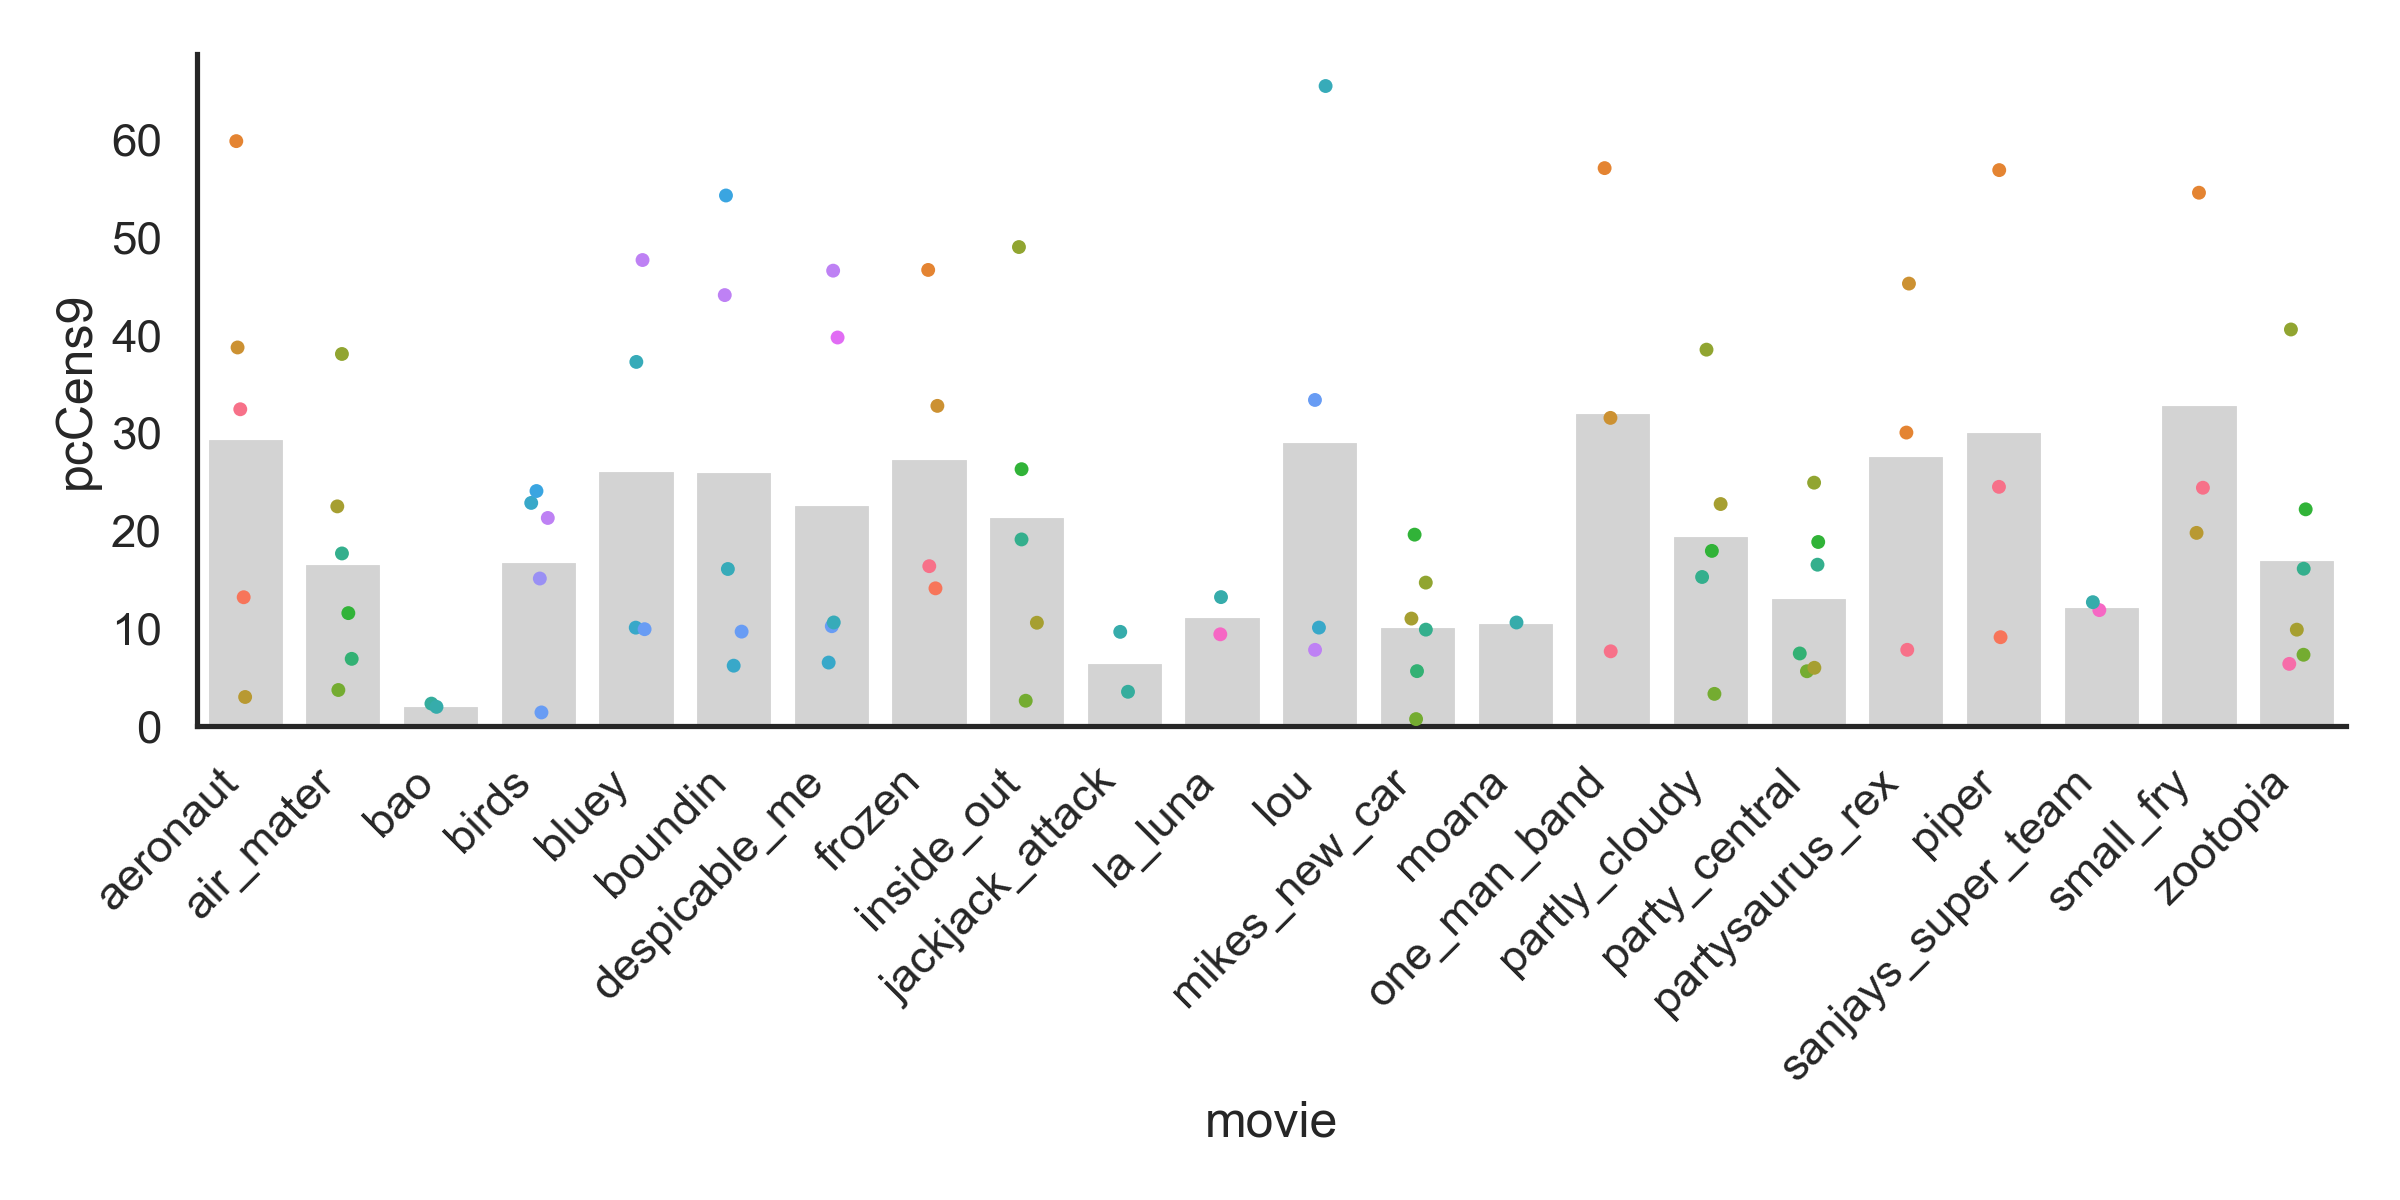 pcCens9
60
50
40
30
20
10
0
aeronaut
air_mater
bao
birds
bluey
boundin
despicable_me
frozen
inside_out
jackjack_attack
la_luna
lou
mikes_new_car
moana
one_man_band
partly_cloudy
party_central
partysaurus_rex
piper
sanjays_super_team
small_fry
zootopia
movie